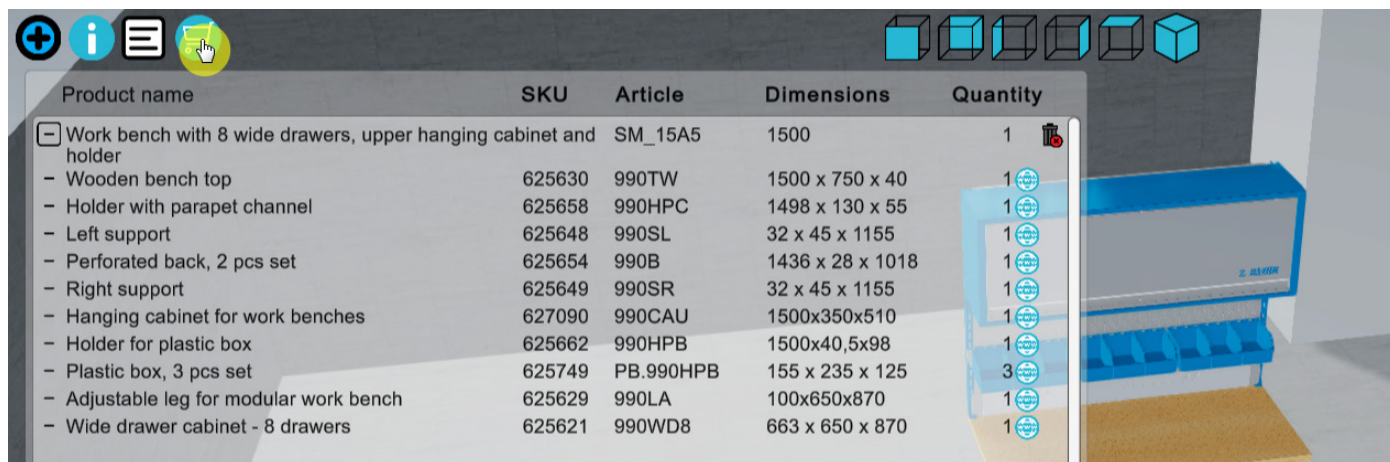 Product name SKU Article Dimensions Quantity
Work bench with 8 wide drawers, upper hanging cabinet and SM_15A5 1500 1
holder
– Wooden bench top 625630 990TW 1500 x 750 x 40 1
– Holder with parapet channel 625658 990HPC 1498 x 130 x 55 1
– Left support 625648 990SL 32 x 45 x 1155 1
– Perforated back, 2 pcs set 625654 990B 1436 x 28 x 1018 1
– Right support 625649 990SR 32 x 45 x 1155 1
– Hanging cabinet for work benches 627090 990CAU 1500x350x510 1
– Holder for plastic box 625662 990HPB 1500x40,5x98 1
– Plastic box, 3 pcs set 625749 PB.990HPB 155 x 235 x 125 3
– Adjustable leg for modular work bench 625629 990LA 100x650x870 1
– Wide drawer cabinet - 8 drawers 625621 990WD8 663 x 650 x 870 1